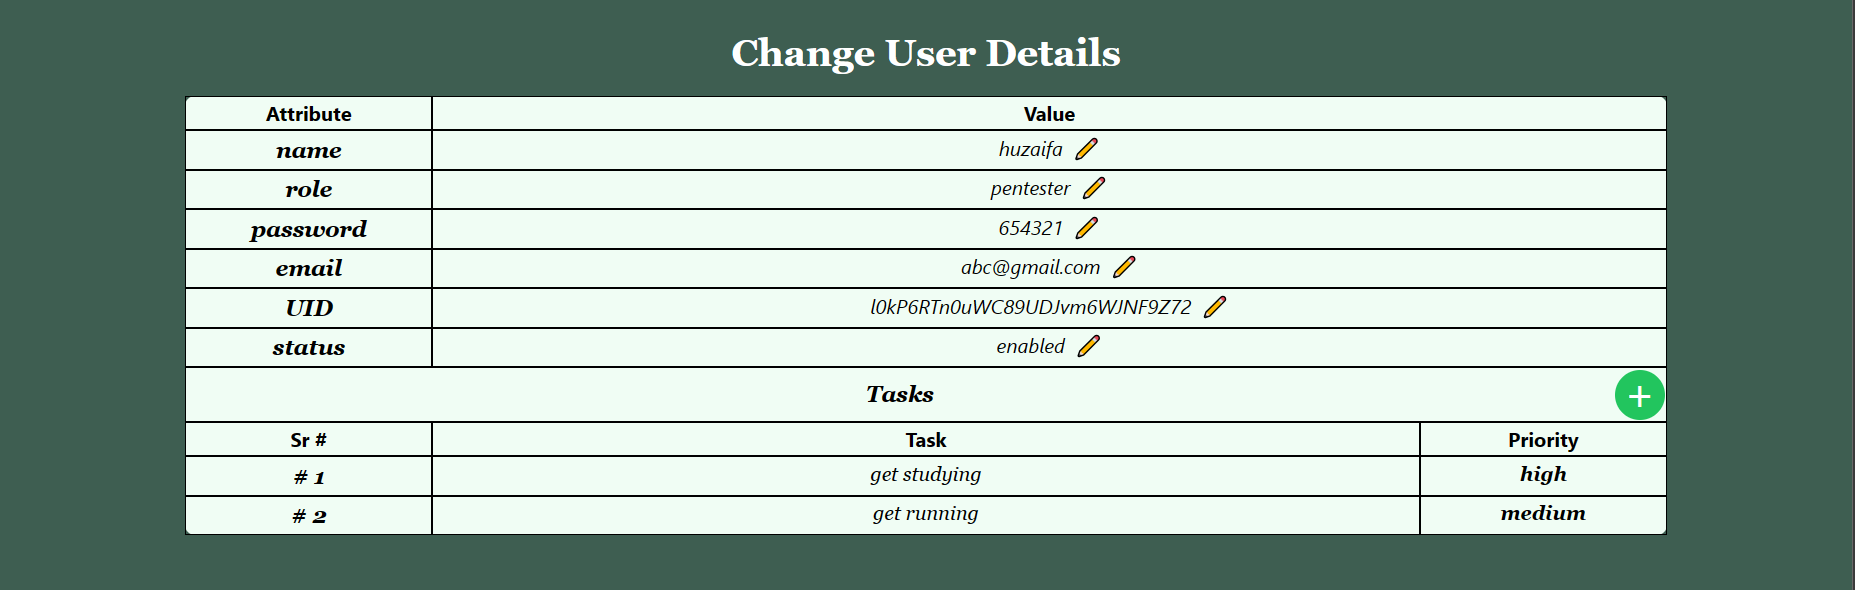 Change User Details
Attribute Value
name huzaifa
role pentester
password 654321
email abc@gmail.com
UID l0kP6RTn0uWC89UDJvm6WJNF9Z72
status enabled
Tasks +
Sr # Task Priority
# 1 get studying high
# 2 get running medium